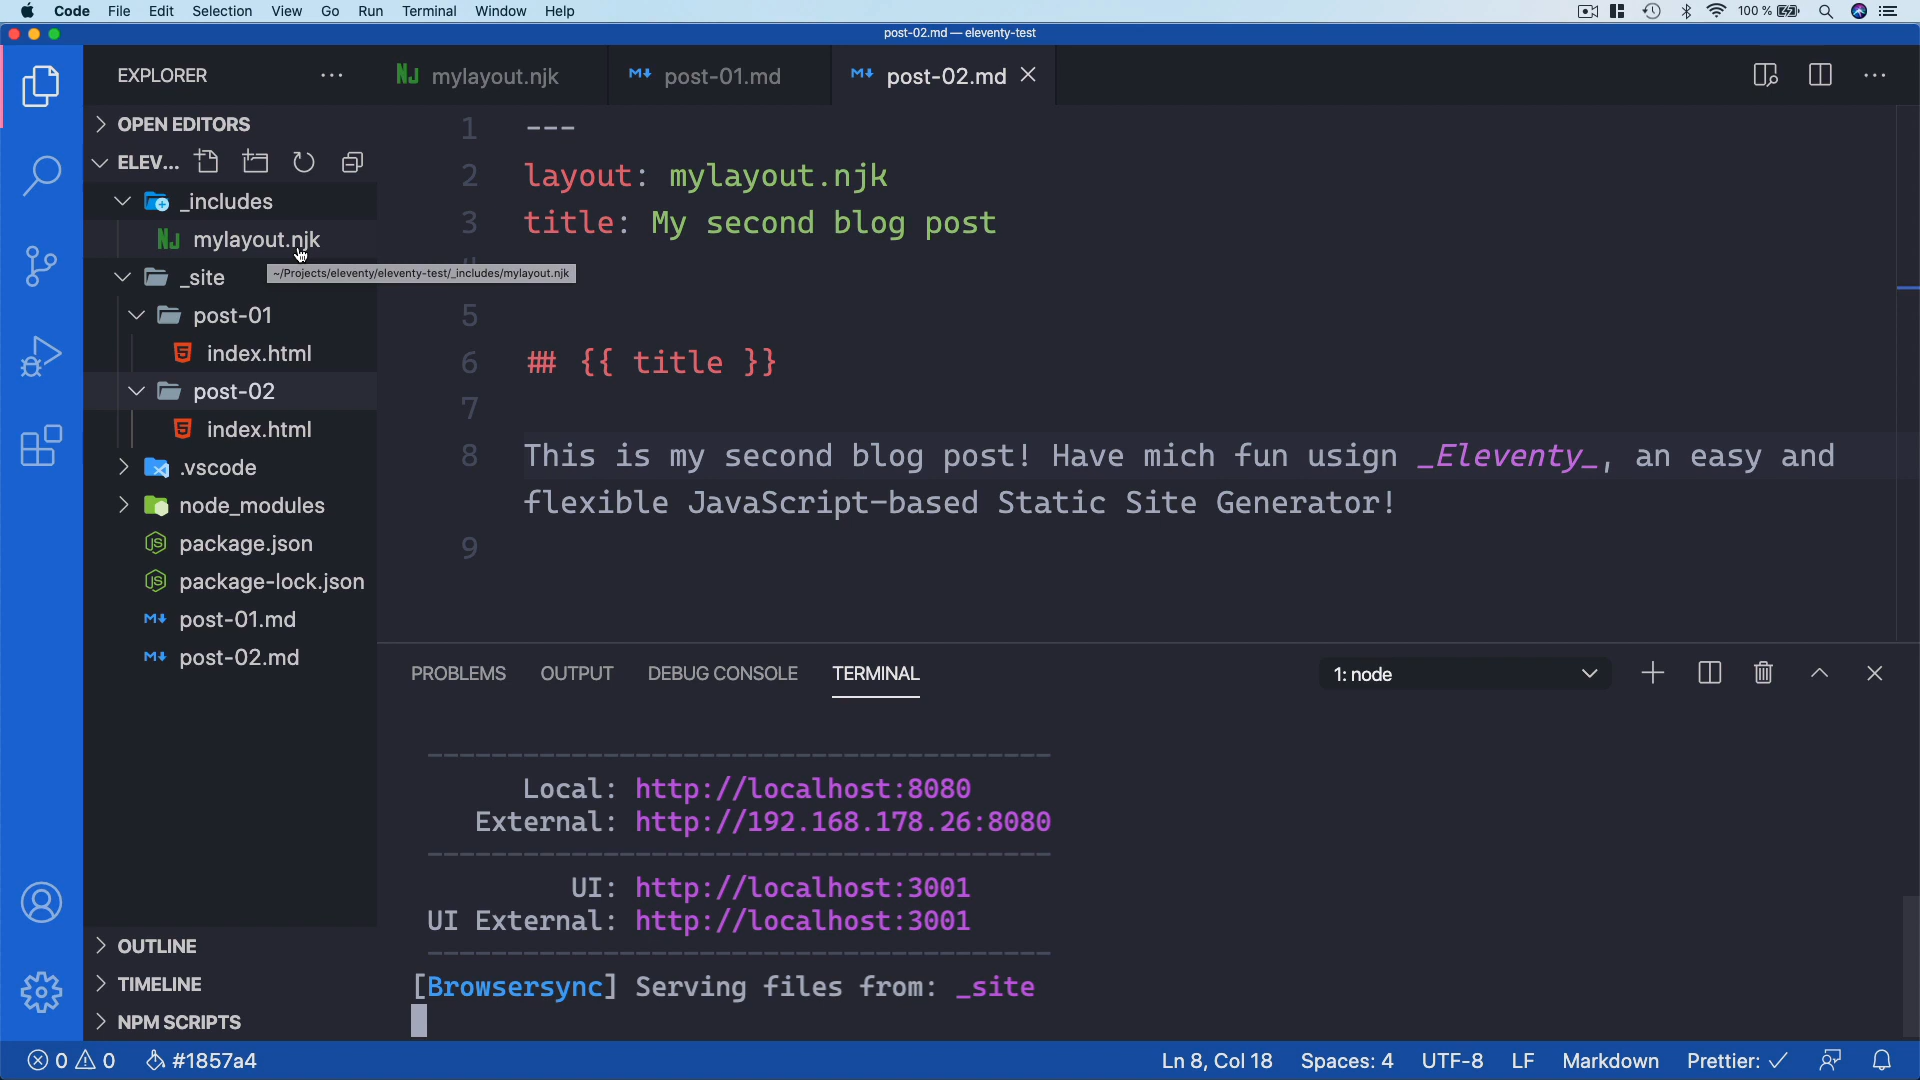 Code File Edit Selection View Go Run Terminal Window Help 100 %
post-02.md — eleventy-test
EXPLORER
mylayout.njk post-01.md post-02.md
OPEN EDITORS
ELEV...
_includes
mylayout.njk
~/Projects/eleventy/eleventy-test/_includes/mylayout.njk
_site
post-01
index.html
post-02
index.html
.vscode
node_modules
package.json
package-lock.json
post-01.md
post-02.md
OUTLINE
TIMELINE
NPM SCRIPTS
1 ---
2 layout: mylayout.njk
3 title: My second blog post
5
6 ## {{ title }}
7
8 This is my second blog post! Have mich fun usign _Eleventy_, an easy and
flexible JavaScript-based Static Site Generator!
9
PROBLEMS OUTPUT DEBUG CONSOLE TERMINAL 1: node
---------------------------------------
Local: http://localhost:8080
External: http://192.168.178.26:8080
---------------------------------------
UI: http://localhost:3001
UI External: http://localhost:3001
---------------------------------------
[Browsersync] Serving files from: _site
0 0 #1857a4 Ln 8, Col 18 Spaces: 4 UTF-8 LF Markdown Prettier: ✓